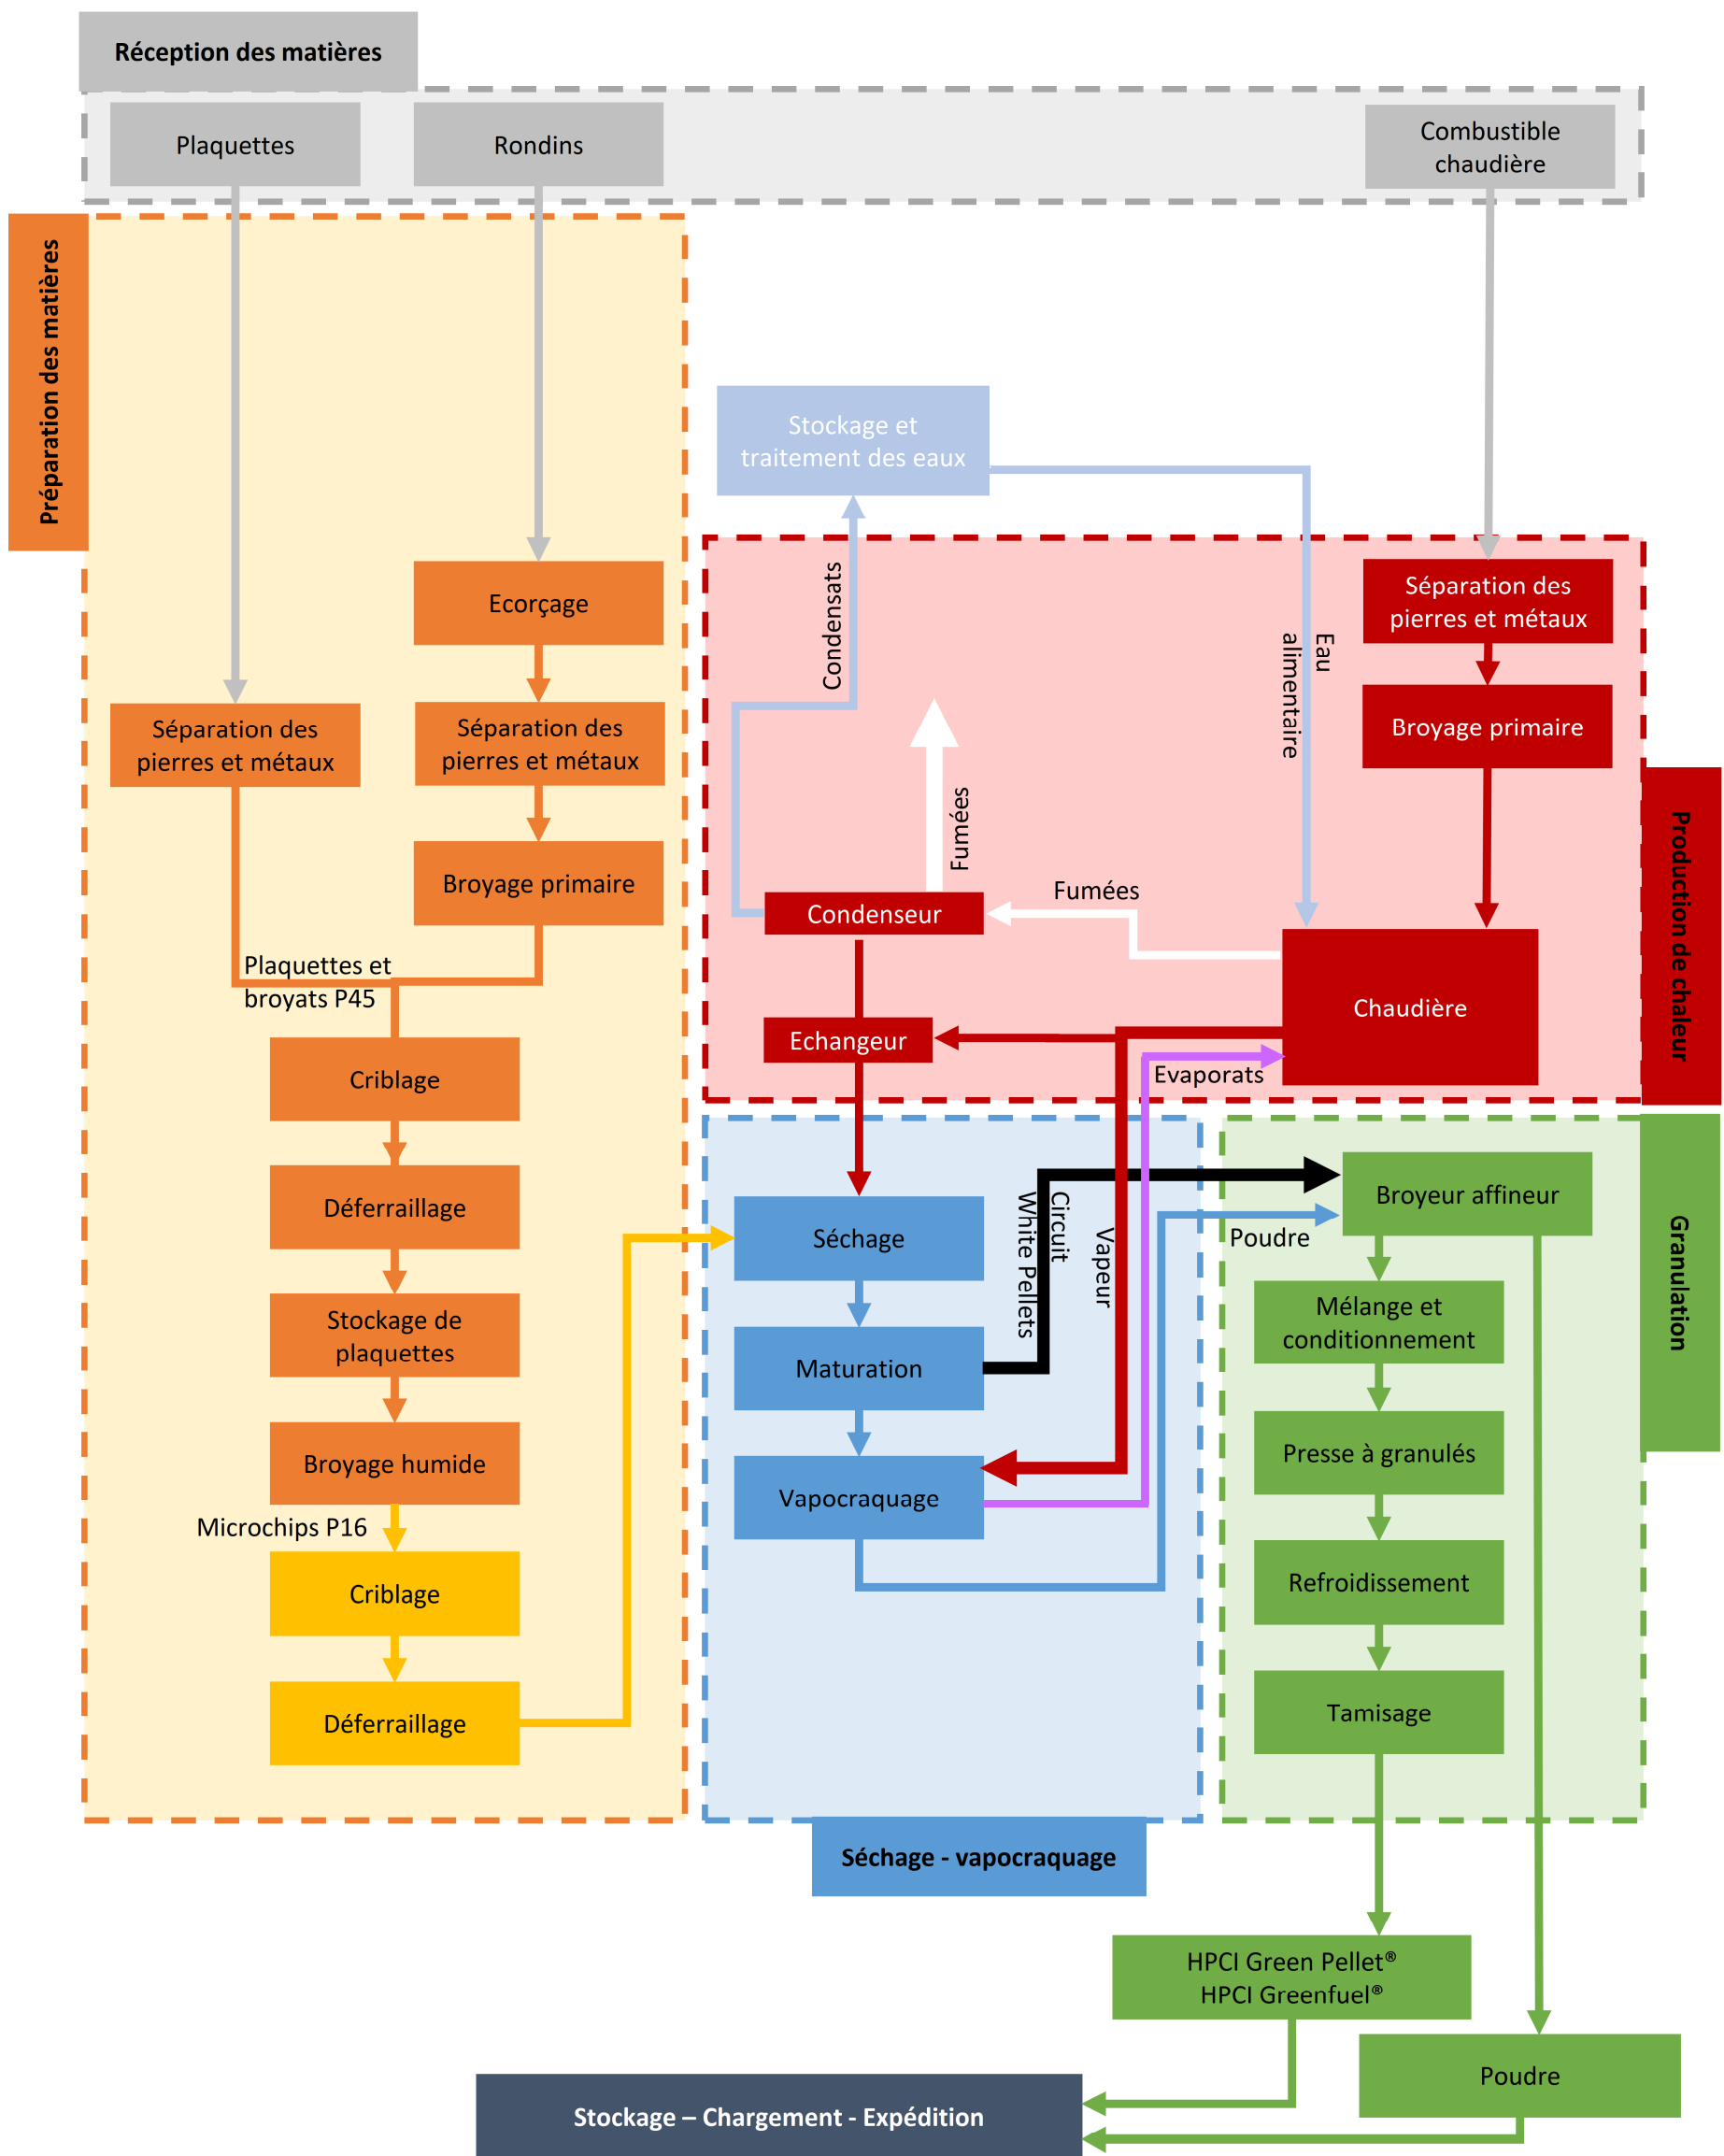 Réception des matières
Plaquettes
Rondins
Combustible
chaudière
Préparation des matières
Ecorçage
Séparation des
pierres et métaux
Séparation des
pierres et métaux
Broyage primaire
Plaquettes et
broyats P45
Criblage
Déferraillage
Stockage de
plaquettes
Broyage humide
Microchips P16
Criblage
Déferraillage
Stockage et
traitement des eaux
Condensats
Eau
alimentaire
Séparation des
pierres et métaux
Broyage primaire
Fumées
Fumées
Condenseur
Echangeur
Chaudière
Evaporats
Production de chaleur
Séchage
Maturation
Vapocraquage
Circuit
White Pellets
Vapeur
Séchage - vapocraquage
Poudre
Broyeur affineur
Mélange et
conditionnement
Presse à granulés
Refroidissement
Tamisage
Granulation
HPCI Green Pellet®
HPCI Greenfuel®
Poudre
Stockage – Chargement - Expédition